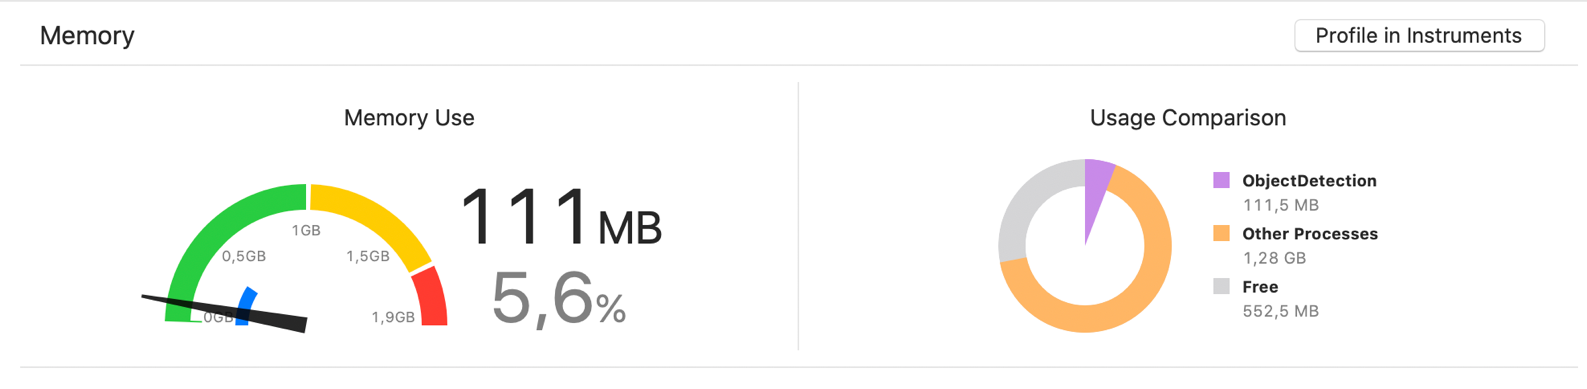 Memory
Profile in Instruments
Memory Use
Usage Comparison
111 MB
5,6%
0GB
0,5GB
1GB
1,5GB
1,9GB
ObjectDetection
111,5 MB
Other Processes
1,28 GB
Free
552,5 MB